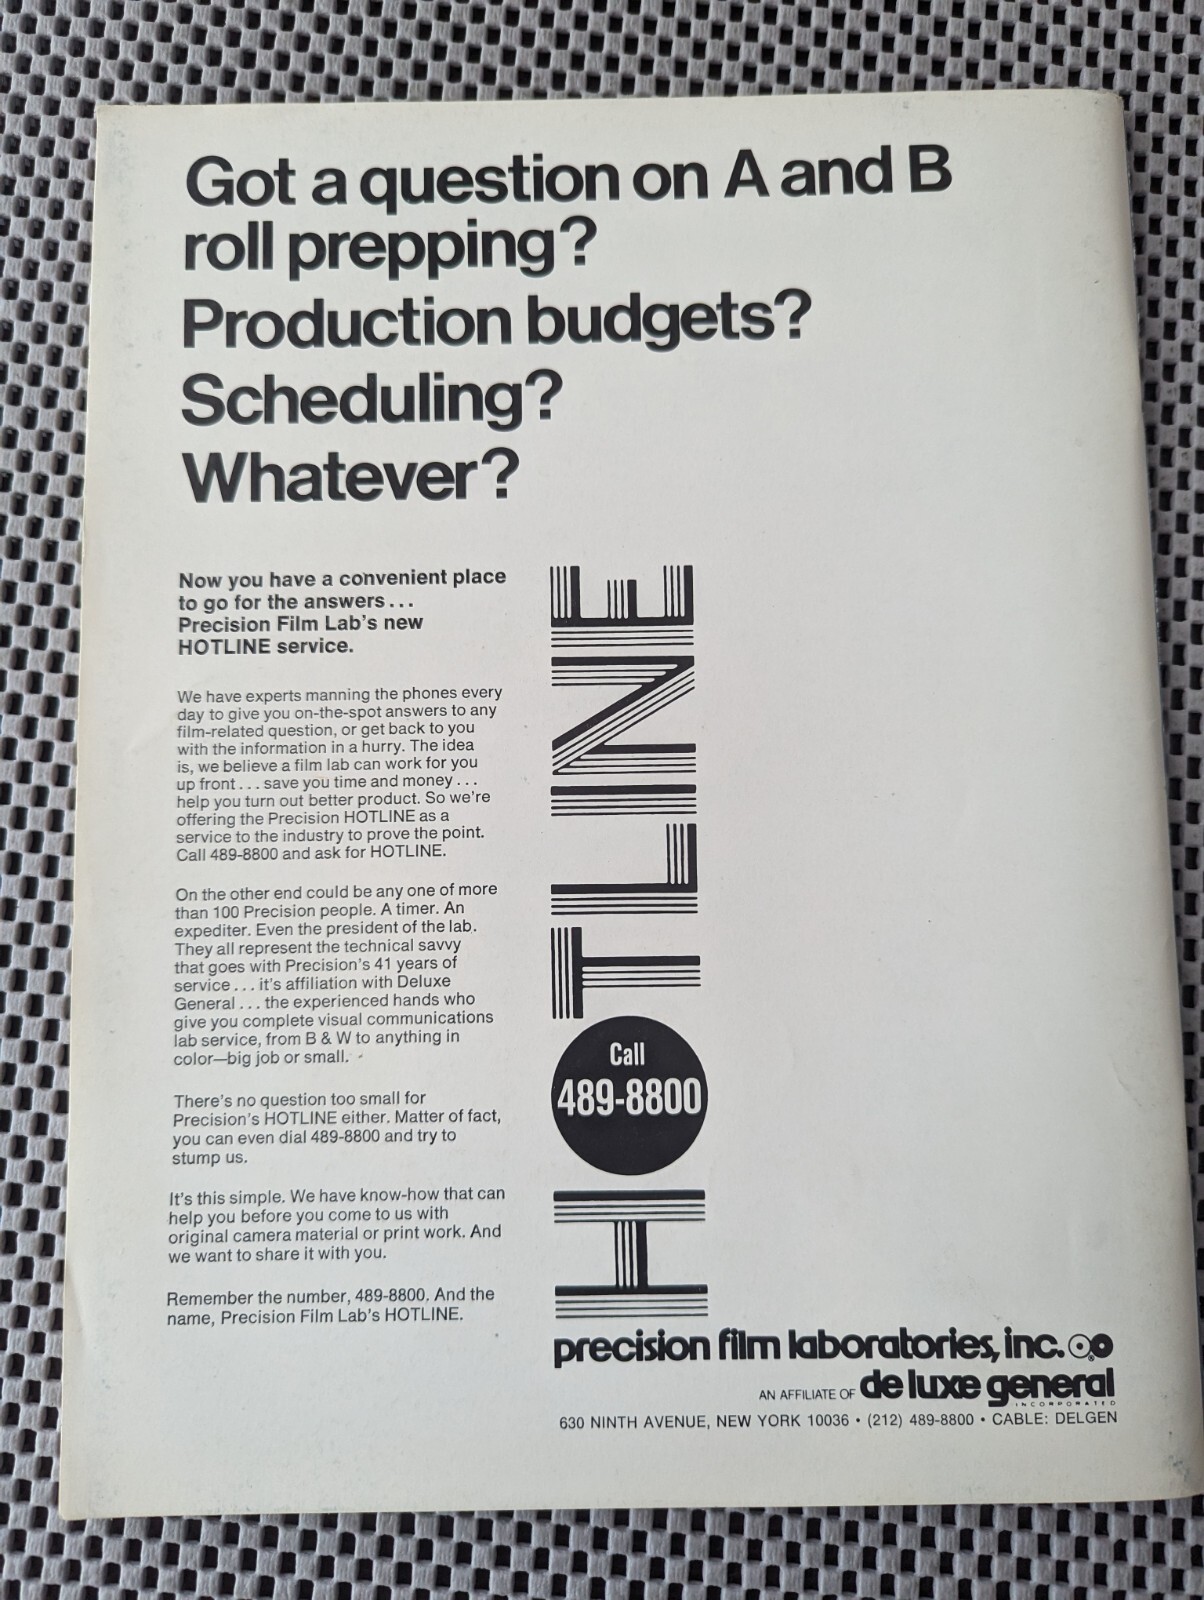 Got a question on A and B
roll prepping?
Production budgets?
Scheduling?
Whatever?
Now you have a convenient place
to go for the answers...
Precision Film Lab's new
HOTLINE service.
We have experts manning the phones every
day to give you on-the-spot answers to any
film-related question, or get back to you
with the information in a hurry. The idea
is, we believe a film lab can work for you
up front... save you time and money...
help you turn out better product. So we're
offering the Precision HOTLINE as a
service to the industry to prove the point.
Call 489-8800 and ask for HOTLINE.
On the other end could be any one of more
than 100 Precision people. A timer. An
expediter. Even the president of the lab.
They all represent the technical savvy
that goes with Precision's 41 years of
service... it's affiliation with Deluxe
General... the experienced hands who
give you complete visual communications
lab service, from B & W to anything in
color—big job or small.
There's no question too small for
Precision's HOTLINE either. Matter of fact,
you can even dial 489-8800 and try to
stump us.
It's this simple. We have know-how that can
help you before you come to us with
original camera material or print work. And
we want to share it with you.
Remember the number, 489-8800. And the
name, Precision Film Lab's HOTLINE.
HOTLINE
Call
489-8800
precision film laboratories, inc.
AN AFFILIATE OF de luxe general
INCORPORATED
630 NINTH AVENUE, NEW YORK 10036 • (212) 489-8800 • CABLE: DELGEN